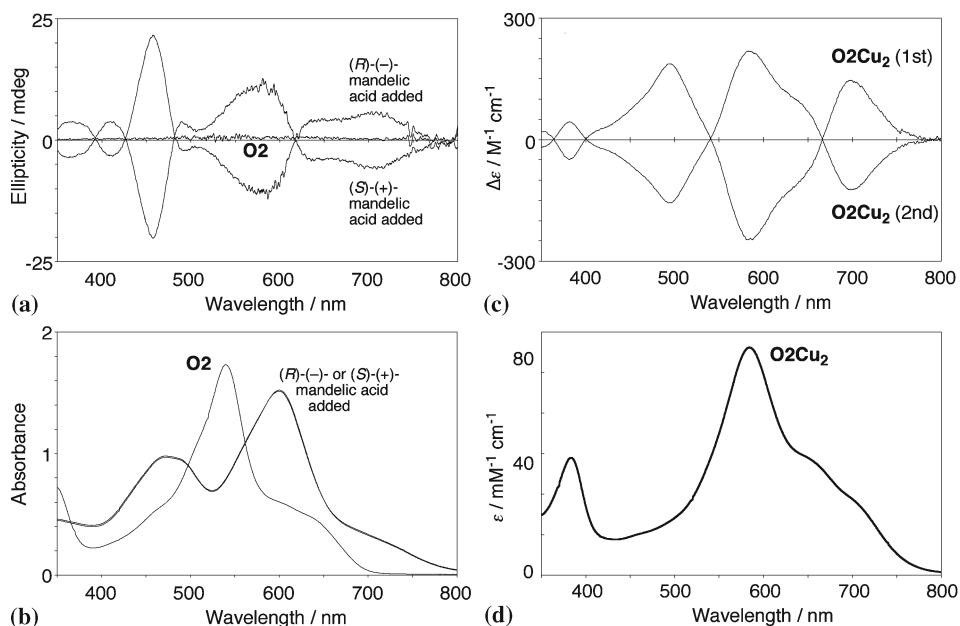 25
0
-25
Ellipticity / mdeg
(R)-(–)-
mandelic
acid added
O2
(S)-(+)-
mandelic
acid added
400 500 600 700 800
Wavelength / nm
(a)
300
0
-300
Δε / M-1 cm-1
O2Cu2 (1st)
O2Cu2 (2nd)
400 500 600 700 800
Wavelength / nm
(c)
2
1
0
Absorbance
O2
(R)-(–)- or (S)-(+)-
mandelic acid
added
400 500 600 700 800
Wavelength / nm
(b)
80
40
0
ε / mM-1 cm-1
O2Cu2
400 500 600 700 800
Wavelength / nm
(d)